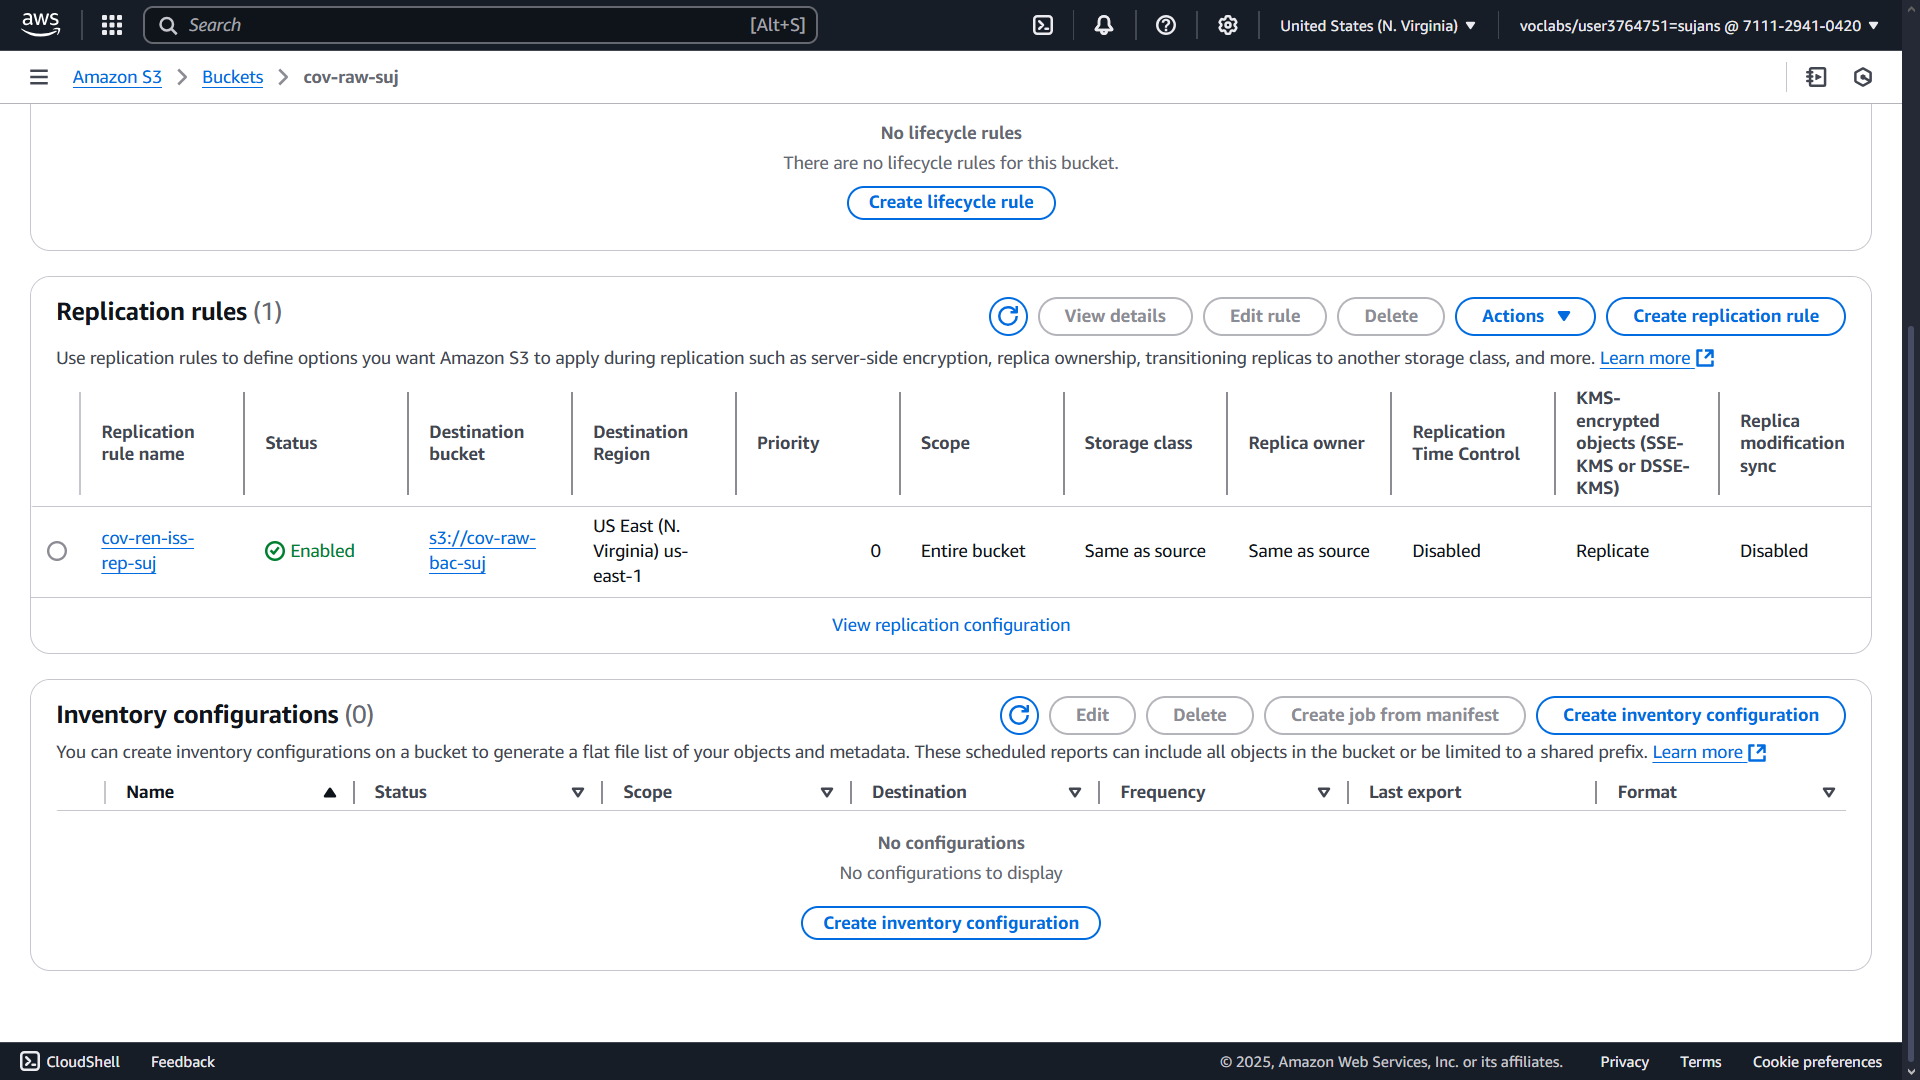 aws
Search [Alt+S]
United States (N. Virginia) ▼
voclabs/user3764751=sujans @ 7111-2941-0420 ▼
Amazon S3 > Buckets > cov-raw-suj
No lifecycle rules
There are no lifecycle rules for this bucket.
Create lifecycle rule
Replication rules (1)
View details
Edit rule
Delete
Actions ▼
Create replication rule
Use replication rules to define options you want Amazon S3 to apply during replication such as server-side encryption, replica ownership, transitioning replicas to another storage class, and more. Learn more
Replication
rule name
Status
Destination
bucket
Destination
Region
Priority
Scope
Storage class
Replica owner
Replication
Time Control
KMS-
encrypted
objects (SSE-
KMS or DSSE-
KMS)
Replica
modification
sync
cov-ren-iss-
rep-suj
Enabled
s3://cov-raw-
bac-suj
US East (N.
Virginia) us-
east-1
0
Entire bucket
Same as source
Same as source
Disabled
Replicate
Disabled
View replication configuration
Inventory configurations (0)
Edit
Delete
Create job from manifest
Create inventory configuration
You can create inventory configurations on a bucket to generate a flat file list of your objects and metadata. These scheduled reports can include all objects in the bucket or be limited to a shared prefix. Learn more
Name
Status
Scope
Destination
Frequency
Last export
Format
No configurations
No configurations to display
Create inventory configuration
CloudShell
Feedback
© 2025, Amazon Web Services, Inc. or its affiliates.
Privacy
Terms
Cookie preferences